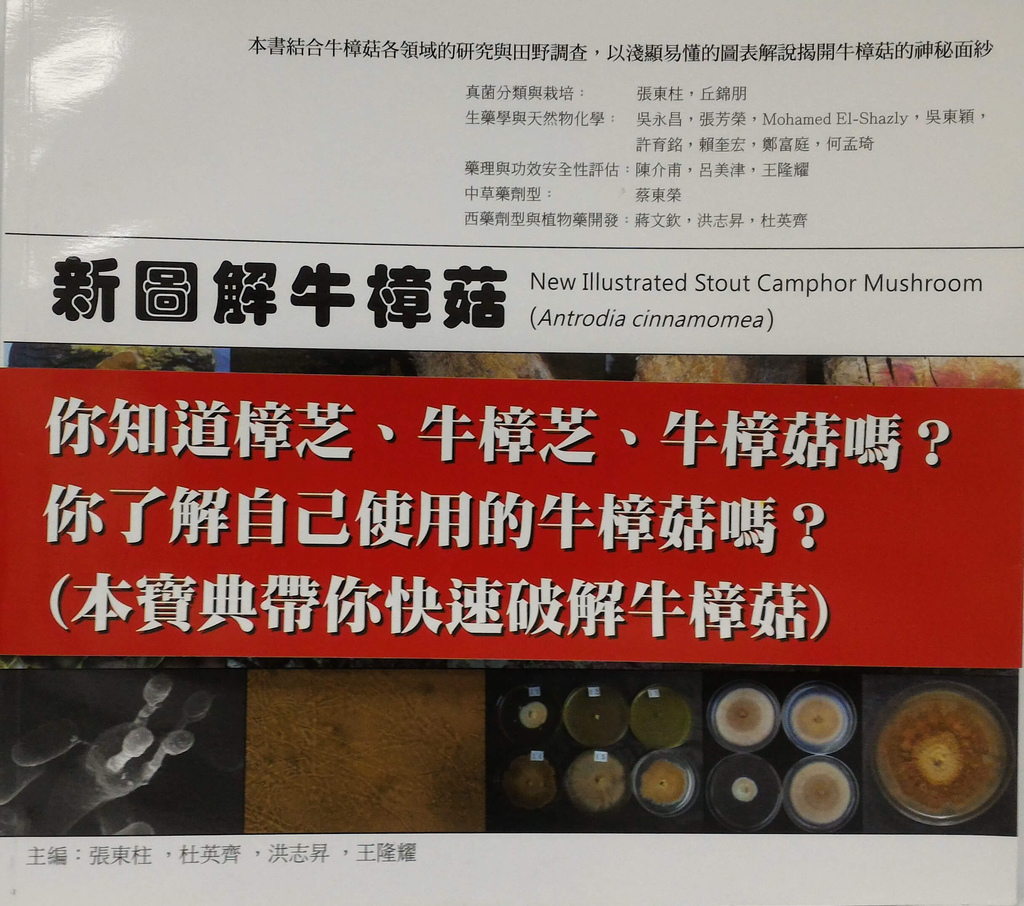 本書結合牛樟菇各領域的研究與田野調查，以淺顯易懂的圖表解說揭開牛樟菇的神秘面紗
真菌分類與栽培： 張東柱，丘錦朋
生藥學與天然物化學： 吳永昌，張芳榮，Mohamed El-Shazly，吳東穎，
許育銘，賴奎宏，鄭富庭，何孟琦
藥理與功效安全性評估：陳介甫，呂美津，王隆耀
中草藥劑型： 蔡東榮
西藥劑型與植物藥開發：蔣文欽，洪志昇，杜英齊
新圖解牛樟菇
New Illustrated Stout Camphor Mushroom
(Antrodia cinnamomea)
你知道樟芝、牛樟芝、牛樟菇嗎？
你了解自己使用的牛樟菇嗎？
(本寶典帶你快速破解牛樟菇)
主編：張東柱，杜英齊，洪志昇，王隆耀